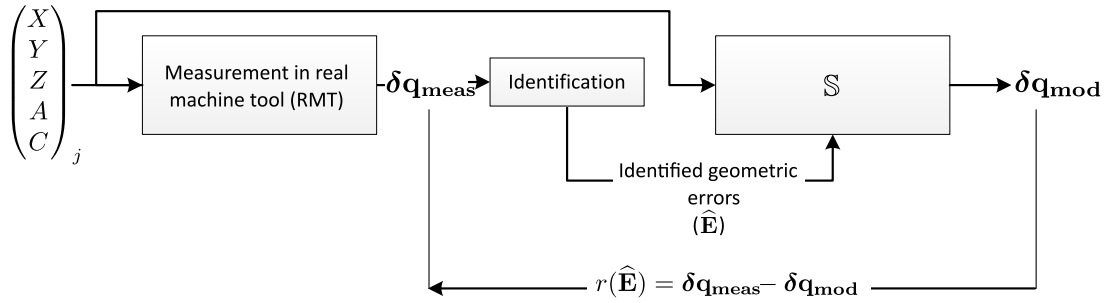 X
Y
Z
A
C
j
Measurement in real
machine tool (RMT)
δq_meas
Identification
𝕊
δq_mod
Identified geometric
errors
(Ê)
r(Ê) = δq_meas − δq_mod